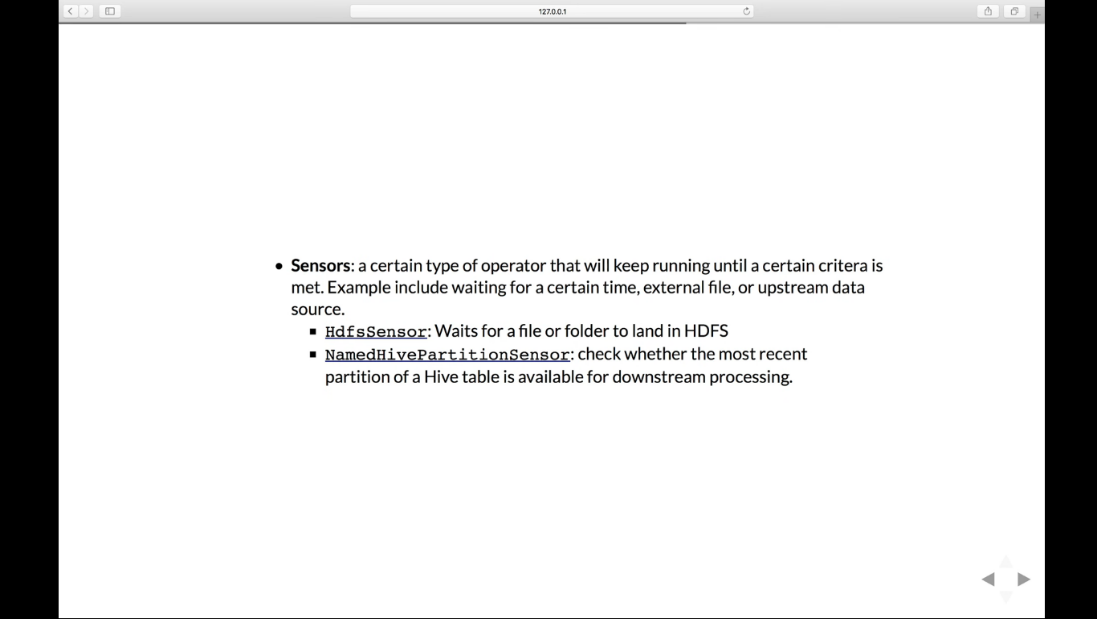 127.0.0.1
• Sensors: a certain type of operator that will keep running until a certain critera is
met. Example include waiting for a certain time, external file, or upstream data
source.
▪ HdfsSensor: Waits for a file or folder to land in HDFS
▪ NamedHivePartitionSensor: check whether the most recent
partition of a Hive table is available for downstream processing.